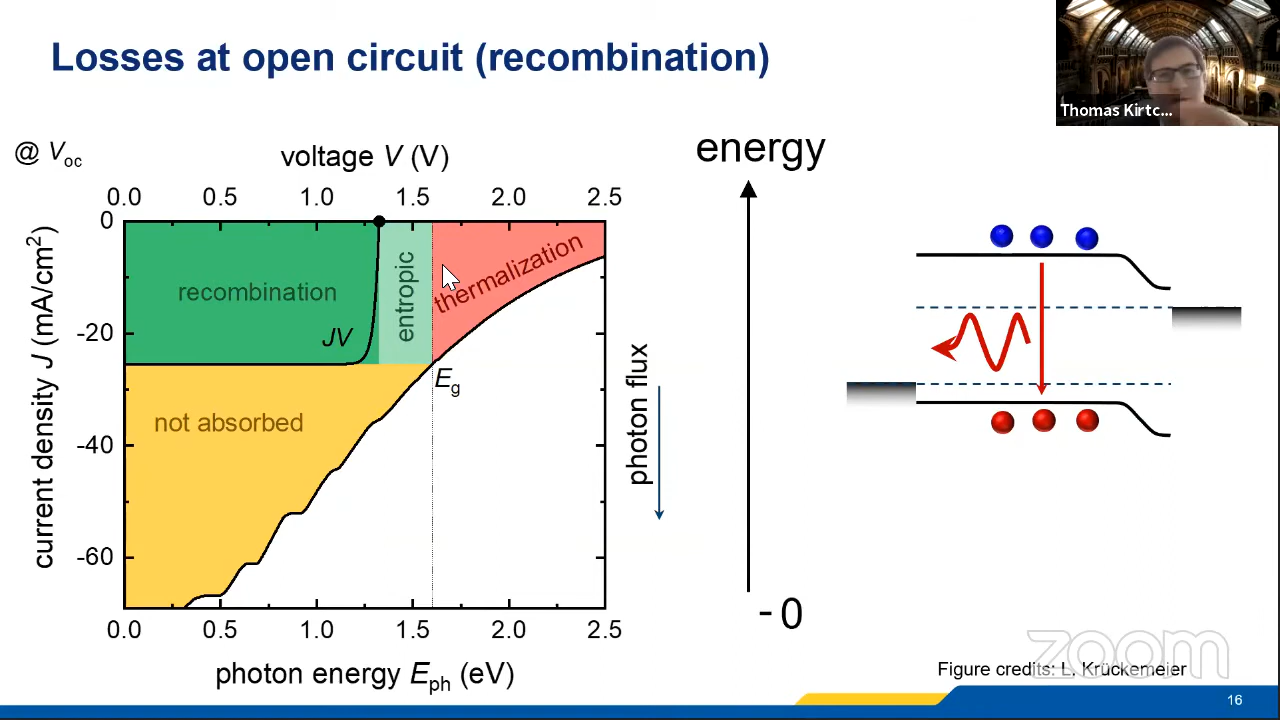 Losses at open circuit (recombination)
Thomas Kirtc...
@ Voc
voltage V (V)
0.0 0.5 1.0 1.5 2.0 2.5
0
-20
-40
-60
current density J (mA/cm2)
recombination
JV
entropic
thermalization
not absorbed
Eg
photon flux
0.0 0.5 1.0 1.5 2.0 2.5
photon energy Eph (eV)
energy
-0
zoom
Figure credits: L. Krückemeier
16